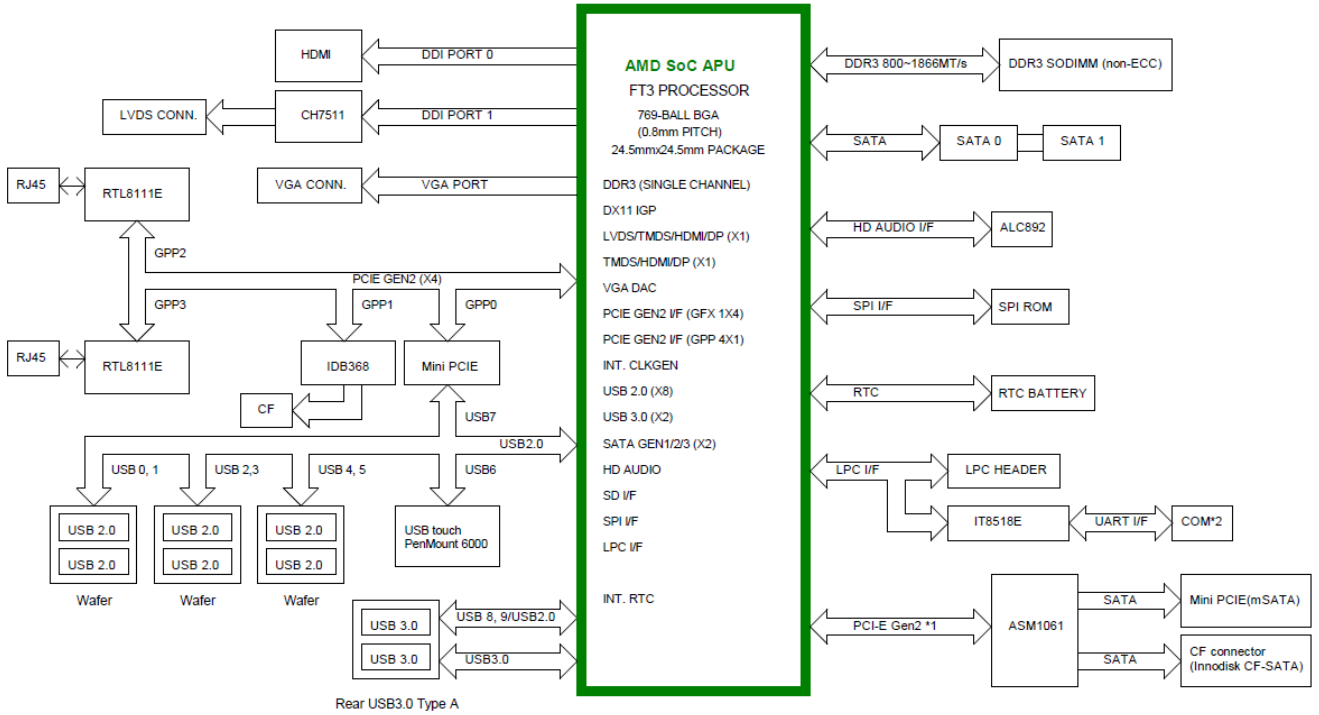 HDMI
DDI PORT 0
LVDS CONN.
CH7511
DDI PORT 1
VGA CONN.
VGA PORT
RJ45
RTL8111E
GPP2
PCIE GEN2 (X4)
GPP3
GPP1
GPP0
RJ45
RTL8111E
IDB368
Mini PCIE
CF
USB7
USB2.0
USB 0, 1
USB 2,3
USB 4, 5
USB6
USB 2.0
USB 2.0
Wafer
USB 2.0
USB 2.0
Wafer
USB 2.0
USB 2.0
Wafer
USB touch
PenMount 6000
USB 3.0
USB 3.0
USB 8, 9/USB2.0
USB3.0
Rear USB3.0 Type A
AMD SoC APU
FT3 PROCESSOR
769-BALL BGA
(0.8mm PITCH)
24.5mmx24.5mm PACKAGE
DDR3 (SINGLE CHANNEL)
DX11 IGP
LVDS/TMDS/HDMI/DP (X1)
TMDS/HDMI/DP (X1)
VGA DAC
PCIE GEN2 I/F (GFX 1X4)
PCIE GEN2 I/F (GPP 4X1)
INT. CLKGEN
USB 2.0 (X8)
USB 3.0 (X2)
SATA GEN1/2/3 (X2)
HD AUDIO
SD I/F
SPI I/F
LPC I/F
INT. RTC
DDR3 800~1866MT/s
DDR3 SODIMM (non-ECC)
SATA
SATA 0
SATA 1
HD AUDIO I/F
ALC892
SPI I/F
SPI ROM
RTC
RTC BATTERY
LPC I/F
LPC HEADER
IT8518E
UART I/F
COM*2
PCI-E Gen2 *1
ASM1061
SATA
Mini PCIE(mSATA)
SATA
CF connector
(Innodisk CF-SATA)